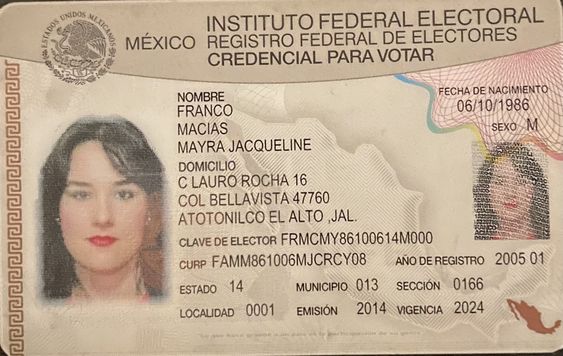 ESTADOS UNIDOS MEXICANOS
MÉXICO
INSTITUTO FEDERAL ELECTORAL
REGISTRO FEDERAL DE ELECTORES
CREDENCIAL PARA VOTAR
NOMBRE
FRANCO
MACIAS
MAYRA JACQUELINE
FECHA DE NACIMIENTO
06/10/1986
SEXO M
DOMICILIO
C LAURO ROCHA 16
COL BELLAVISTA 47760
ATOTONILCO EL ALTO ,JAL.
CLAVE DE ELECTOR FRMCMY86100614M000
CURP FAMM861006MJCRCY08 AÑO DE REGISTRO 2005 01
ESTADO 14 MUNICIPIO 013 SECCIÓN 0166
LOCALIDAD 0001 EMISIÓN 2014 VIGENCIA 2024